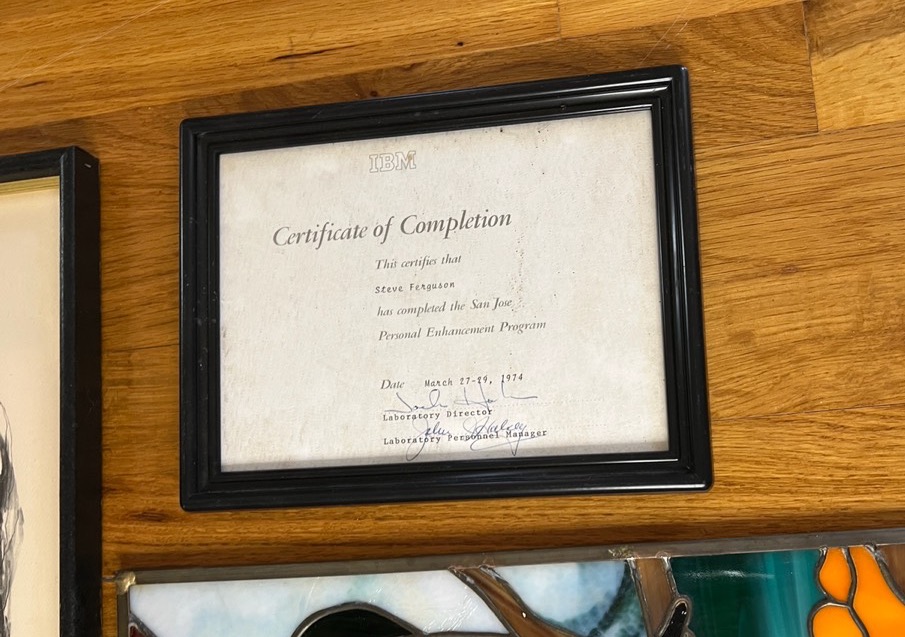 IBM
Certificate of Completion
This certifies that
Steve Ferguson
has completed the San Jose
Personal Enhancement Program
Date March 27-29, 1974
Laboratory Director
Laboratory Personnel Manager